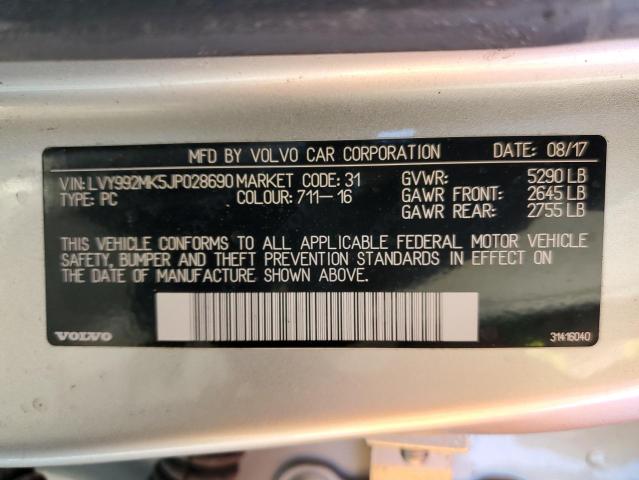 MFD BY VOLVO CAR CORPORATION DATE: 08/17
VIN: LVY992MK5JP028690 MARKET CODE: 31 GVWR: 5290 LB
TYPE: PC COLOUR: 711-16 GAWR FRONT: 2645 LB
GAWR REAR: 2755 LB
THIS VEHICLE CONFORMS TO ALL APPLICABLE FEDERAL MOTOR VEHICLE
SAFETY, BUMPER AND THEFT PREVENTION STANDARDS IN EFFECT ON
THE DATE OF MANUFACTURE SHOWN ABOVE.
VOLVO 31416040